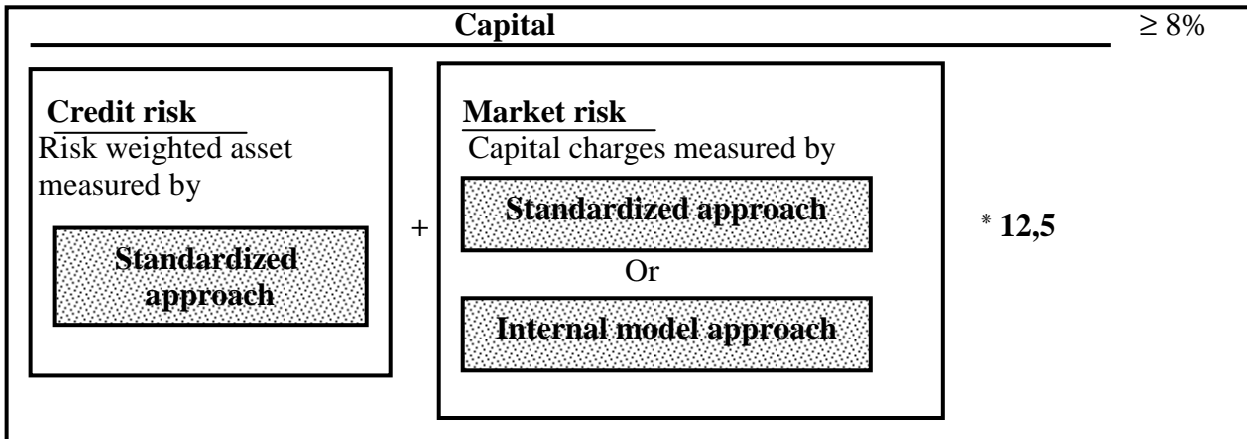 Capital
≥ 8%
Credit risk
Risk weighted asset
measured by
Standardized
approach
+
Market risk
Capital charges measured by
Standardized approach
Or
Internal model approach
* 12,5